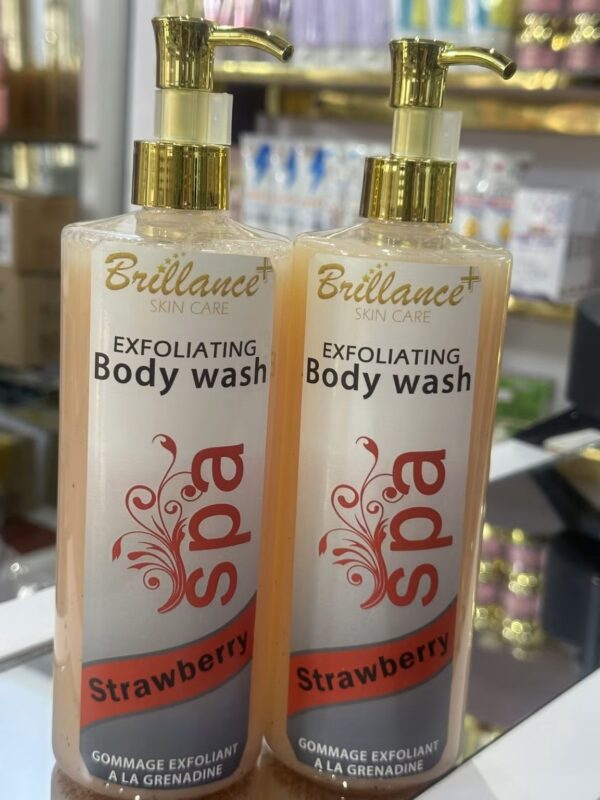 Brillance+
SKIN CARE
EXFOLIATING
Body wash
spa
Strawberry
GOMMAGE EXFOLIANT
A LA GRENADINE
Brillance+
SKIN CARE
EXFOLIATING
Body wash
spa
Strawberry
GOMMAGE EXFOLIANT
A LA GRENADINE